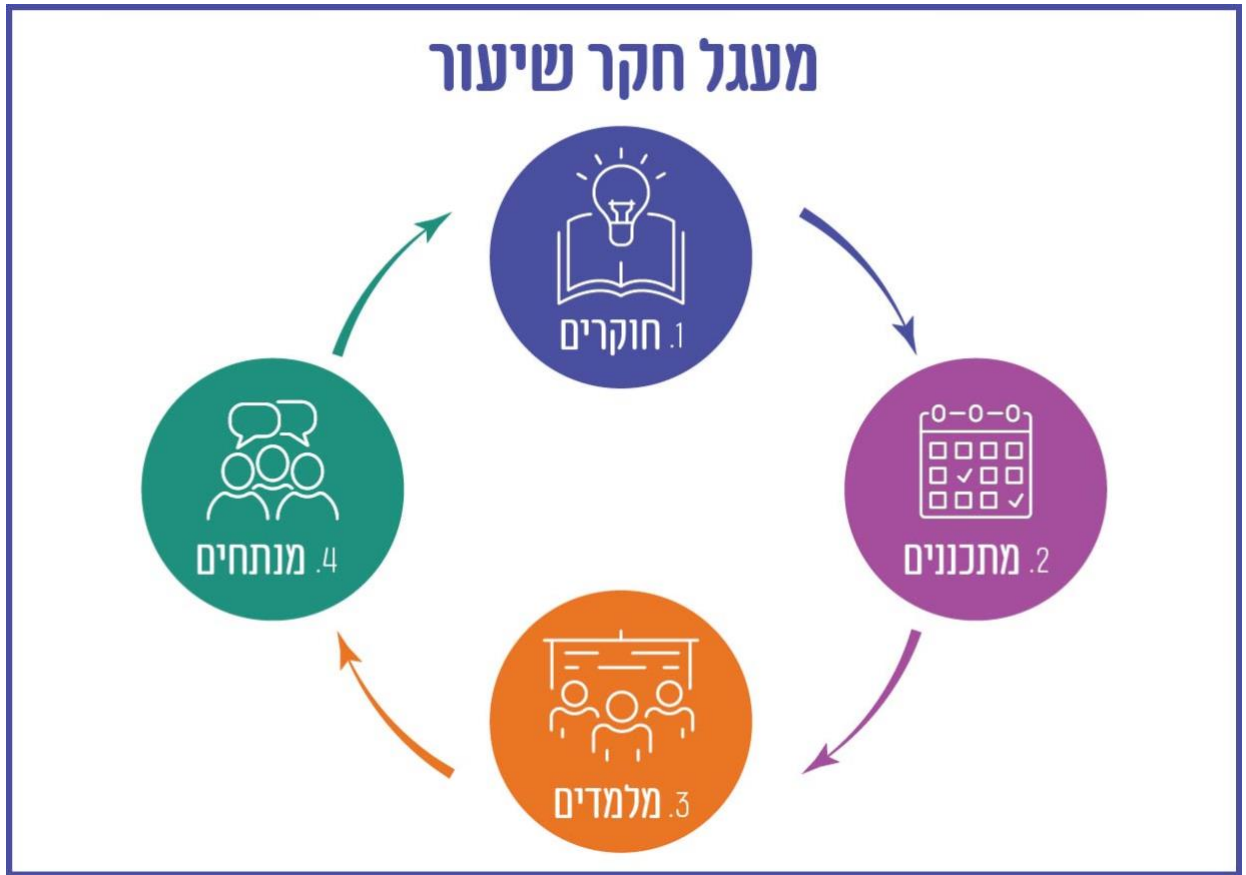 מעגל חקר שיעור
1. חוקרים
2. מתכננים
3. מלמדים
4. מנתחים